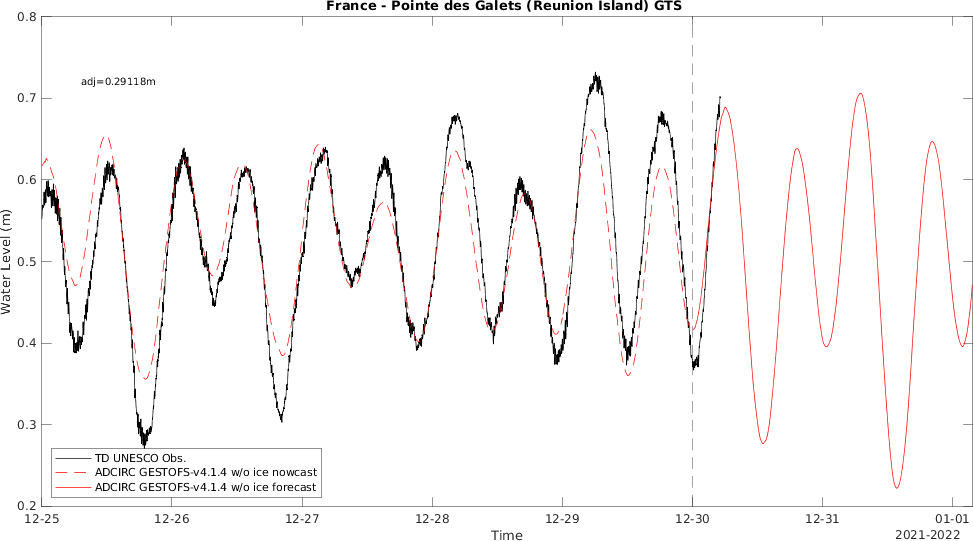 France - Pointe des Galets (Reunion Island) GTS
0.8
0.7
0.6
0.5
0.4
0.3
0.2
Water Level (m)
adj=0.29118m
TD UNESCO Obs.
ADCIRC GESTOFS-v4.1.4 w/o ice nowcast
ADCIRC GESTOFS-v4.1.4 w/o ice forecast
12-25 12-26 12-27 12-28 12-29 12-30 12-31 01-01
Time
2021-2022